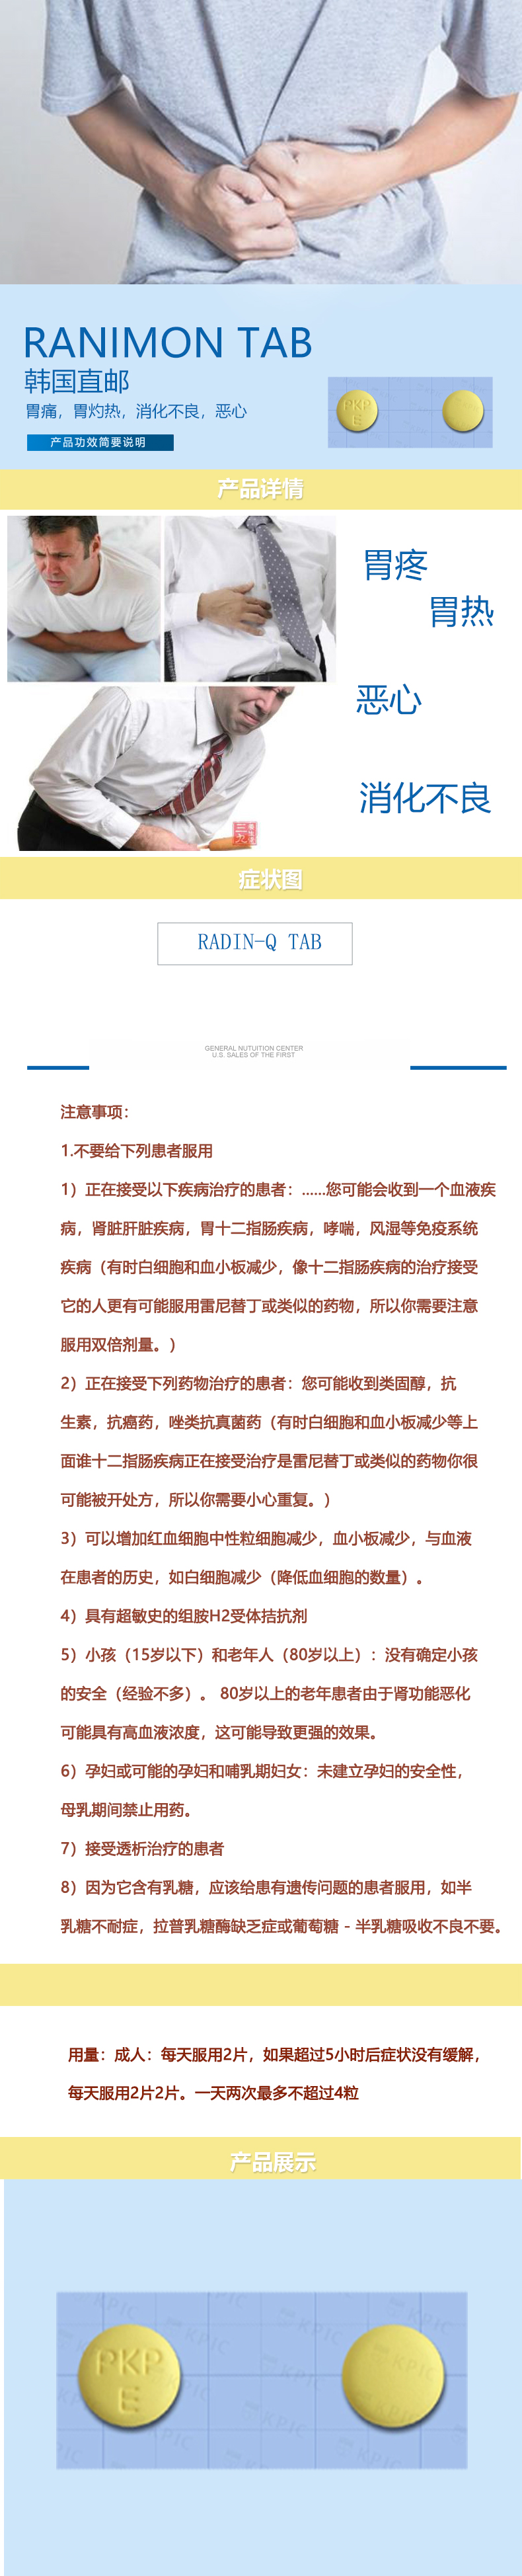 RANIMON TAB
韩国直邮
胃痛，胃灼热，消化不良，恶心
产品功效简要说明
PKP
E
产品详情
胃疼
胃热
恶心
消化不良
症状图
RADIN-Q TAB
GENERAL NUTUITION CENTER
U.S. SALES OF THE FIRST
注意事项：
1.不要给下列患者服用
1）正在接受以下疾病治疗的患者：......您可能会收到一个血液疾
病，肾脏肝脏疾病，胃十二指肠疾病，哮喘，风湿等免疫系统
疾病（有时白细胞和血小板减少，像十二指肠疾病的治疗接受
它的人更有可能服用雷尼替丁或类似的药物，所以你需要注意
服用双倍剂量。）
2）正在接受下列药物治疗的患者：您可能收到类固醇，抗
生素，抗癌药，唑类抗真菌药（有时白细胞和血小板减少等上
面谁十二指肠疾病正在接受治疗是雷尼替丁或类似的药物你很
可能被开处方，所以你需要小心重复。）
3）可以增加红血细胞中性粒细胞减少，血小板减少，与血液
在患者的历史，如白细胞减少（降低血细胞的数量）。
4）具有超敏史的组胺H2受体拮抗剂
5）小孩（15岁以下）和老年人（80岁以上）：没有确定小孩
的安全（经验不多）。 80岁以上的老年患者由于肾功能恶化
可能具有高血液浓度，这可能导致更强的效果。
6）孕妇或可能的孕妇和哺乳期妇女：未建立孕妇的安全性，
母乳期间禁止用药。
7）接受透析治疗的患者
8）因为它含有乳糖，应该给患有遗传问题的患者服用，如半
乳糖不耐症，拉普乳糖酶缺乏症或葡萄糖 - 半乳糖吸收不良不要。
用量：成人：每天服用2片，如果超过5小时后症状没有缓解，
每天服用2片2片。一天两次最多不超过4粒
产品展示
PKP
E
KPIC
KPIC
KPIC
KPIC